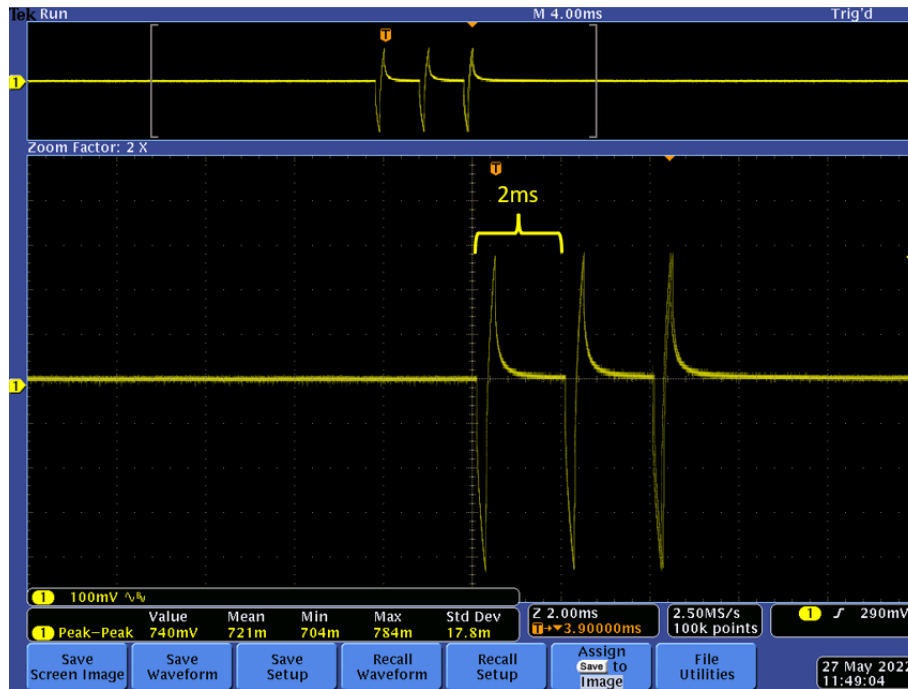 Tek Run M 4.00ms Trig'd
T
1
Zoom Factor: 2 X
T
2ms
1
1 100mV
Value Mean Min Max Std Dev
1 Peak-Peak 740mV 721m 704m 784m 17.8m
Z 2.00ms
T→▼3.90000ms
2.50MS/s
100k points
1 290mV
Save Screen Image
Save Waveform
Save Setup
Recall Waveform
Recall Setup
Assign Save to Image
File Utilities
27 May 2022
11:49:04